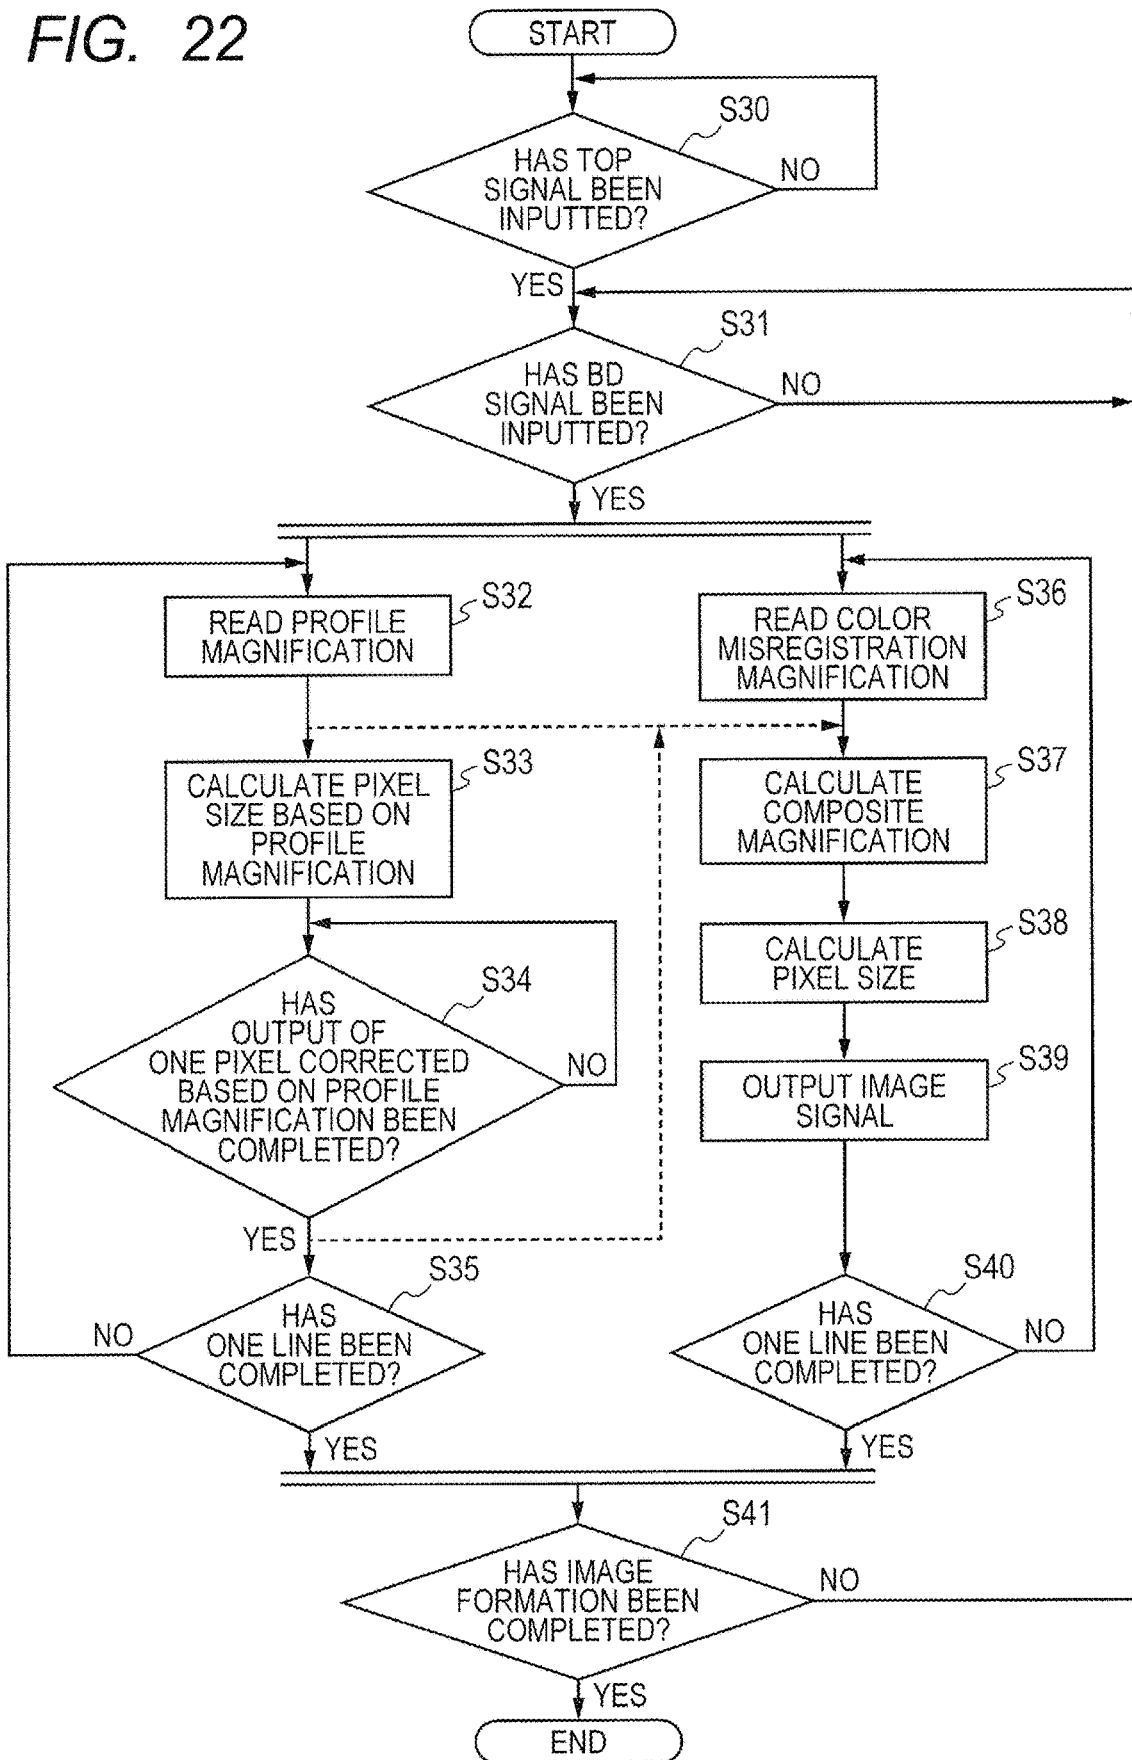 FIG. 22
START
S30
HAS TOP
SIGNAL BEEN
INPUTTED?
NO
YES
S31
HAS BD
SIGNAL BEEN
INPUTTED?
NO
YES
S32
READ PROFILE
MAGNIFICATION
S33
CALCULATE PIXEL
SIZE BASED ON
PROFILE
MAGNIFICATION
S34
HAS
OUTPUT OF
ONE PIXEL CORRECTED
BASED ON PROFILE
MAGNIFICATION BEEN
COMPLETED?
NO
YES
S35
HAS
ONE LINE BEEN
COMPLETED?
NO
YES
S36
READ COLOR
MISREGISTRATION
MAGNIFICATION
S37
CALCULATE
COMPOSITE
MAGNIFICATION
S38
CALCULATE
PIXEL SIZE
S39
OUTPUT IMAGE
SIGNAL
S40
HAS
ONE LINE BEEN
COMPLETED?
NO
YES
S41
HAS IMAGE
FORMATION BEEN
COMPLETED?
NO
YES
END